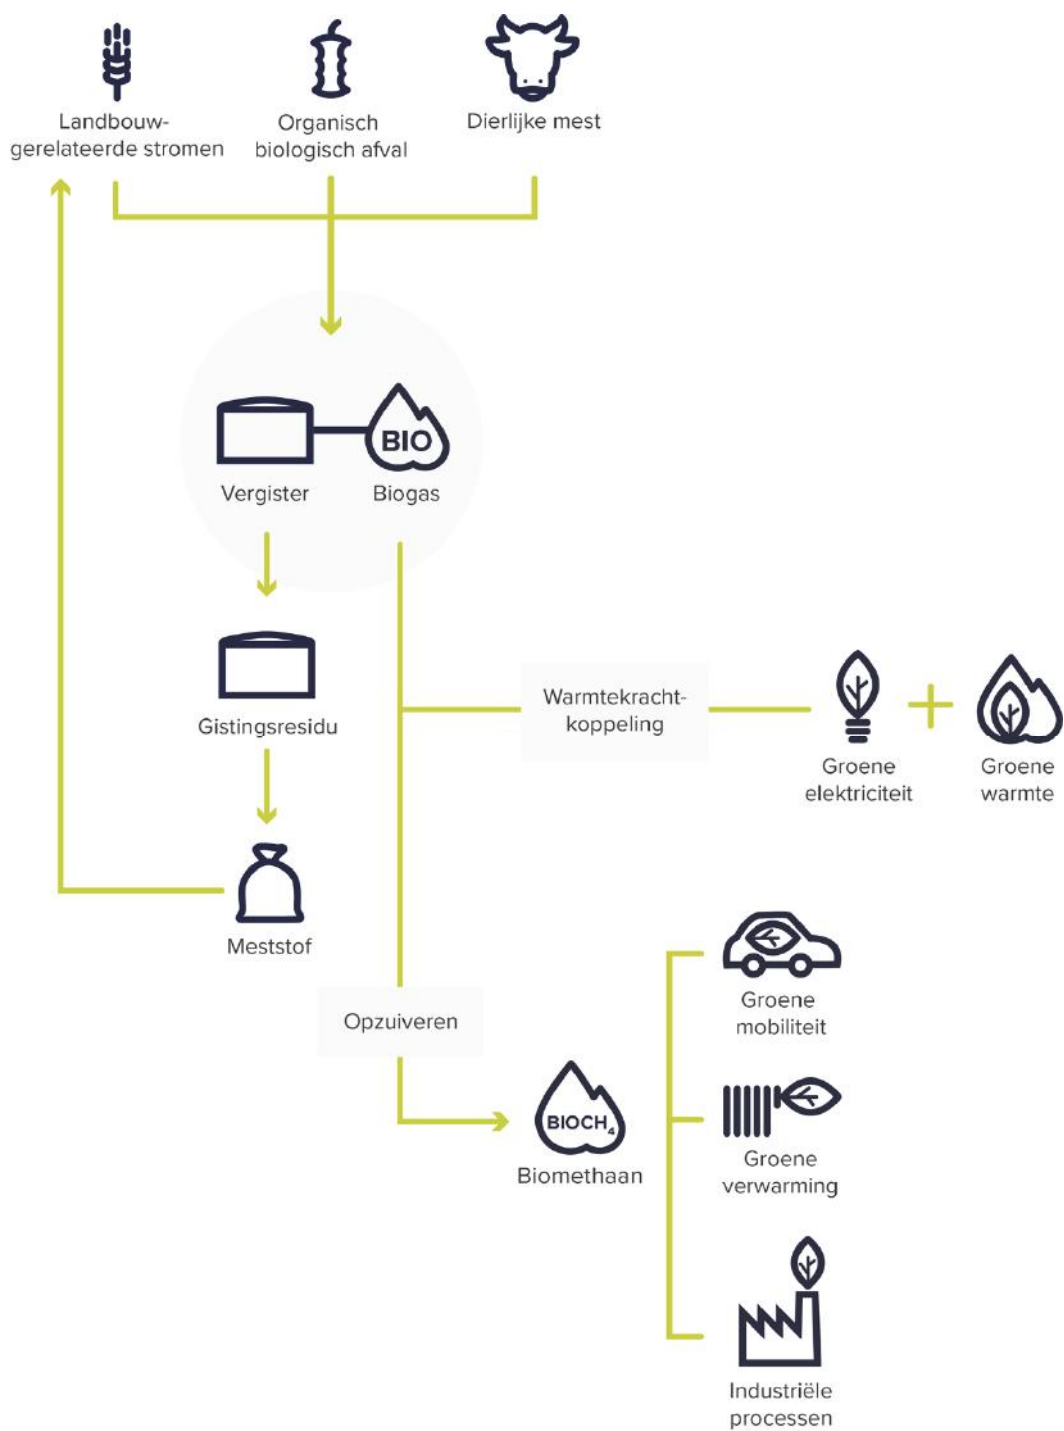 Landbouw-
gerelateerde stromen
Organisch
biologisch afval
Dierlijke mest
BIO
Vergister
Biogas
Gistingsresidu
Warmtekracht-
koppeling
Groene
elektriciteit
Groene
warmte
Meststof
Opzuiveren
BIOCH₄
Biomethaan
Groene
mobiliteit
Groene
verwarming
Industriële
processen